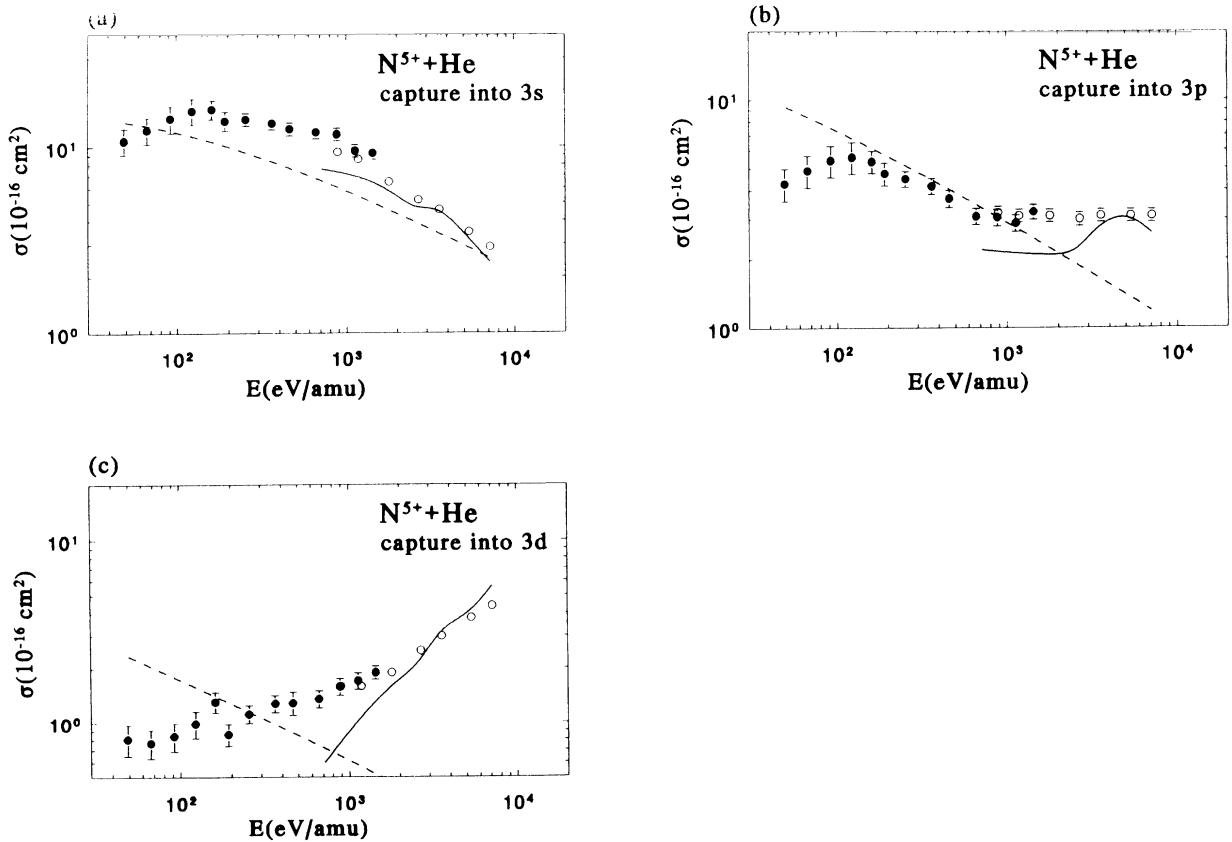 (a)
N⁵⁺+He
capture into 3s
10¹
10⁰
σ(10⁻¹⁶ cm²)
10² 10³ 10⁴
E(eV/amu)
(b)
N⁵⁺+He
capture into 3p
10¹
10⁰
σ(10⁻¹⁶ cm²)
10² 10³ 10⁴
E(eV/amu)
(c)
N⁵⁺+He
capture into 3d
10¹
10⁰
σ(10⁻¹⁶ cm²)
10² 10³ 10⁴
E(eV/amu)